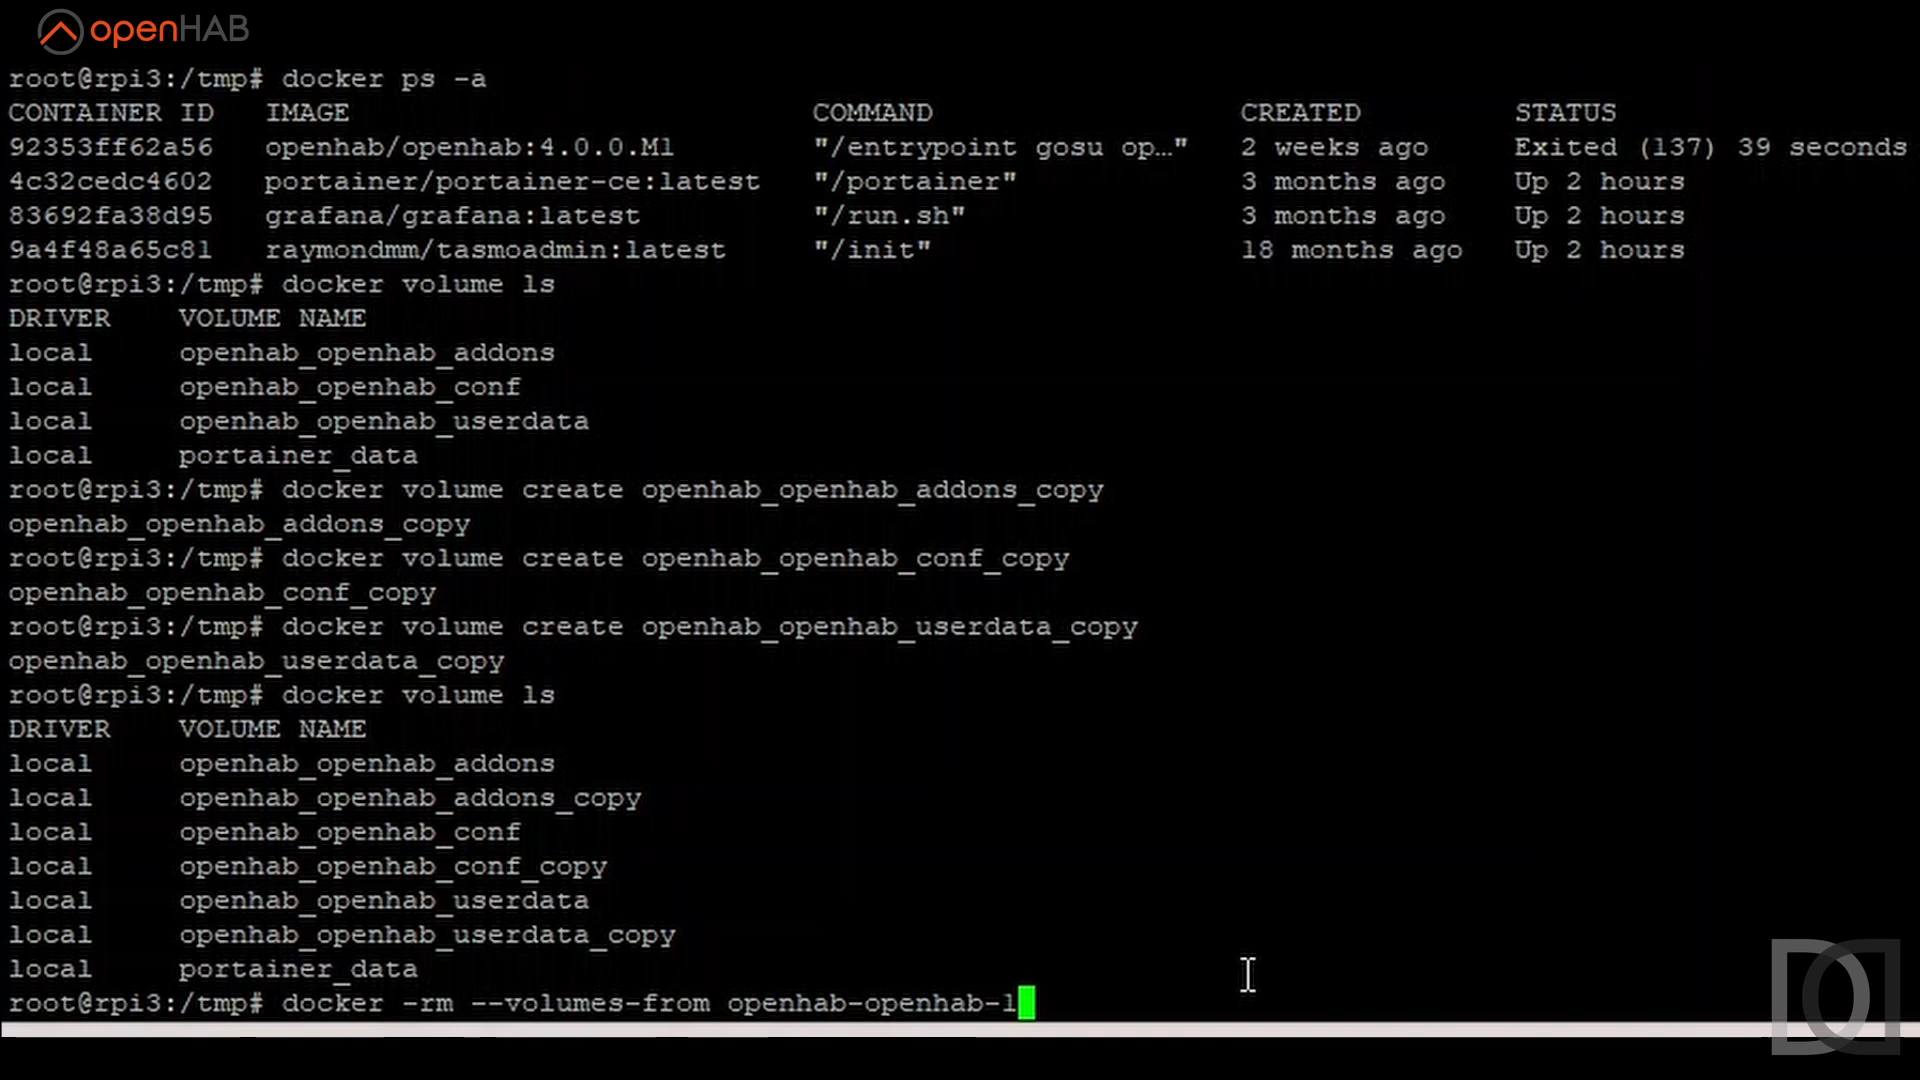 openHAB
root@rpi3:/tmp# docker ps -a
CONTAINER ID IMAGE COMMAND CREATED STATUS
92353ff62a56 openhab/openhab:4.0.0.M1 "/entrypoint gosu op…" 2 weeks ago Exited (137) 39 seconds
4c32cedc4602 portainer/portainer-ce:latest "/portainer" 3 months ago Up 2 hours
83692fa38d95 grafana/grafana:latest "/run.sh" 3 months ago Up 2 hours
9a4f48a65c81 raymondmm/tasmoadmin:latest "/init" 18 months ago Up 2 hours
root@rpi3:/tmp# docker volume ls
DRIVER VOLUME NAME
local openhab_openhab_addons
local openhab_openhab_conf
local openhab_openhab_userdata
local portainer_data
root@rpi3:/tmp# docker volume create openhab_openhab_addons_copy
openhab_openhab_addons_copy
root@rpi3:/tmp# docker volume create openhab_openhab_conf_copy
openhab_openhab_conf_copy
root@rpi3:/tmp# docker volume create openhab_openhab_userdata_copy
openhab_openhab_userdata_copy
root@rpi3:/tmp# docker volume ls
DRIVER VOLUME NAME
local openhab_openhab_addons
local openhab_openhab_addons_copy
local openhab_openhab_conf
local openhab_openhab_conf_copy
local openhab_openhab_userdata
local openhab_openhab_userdata_copy
local portainer_data
root@rpi3:/tmp# docker -rm --volumes-from openhab-openhab-1